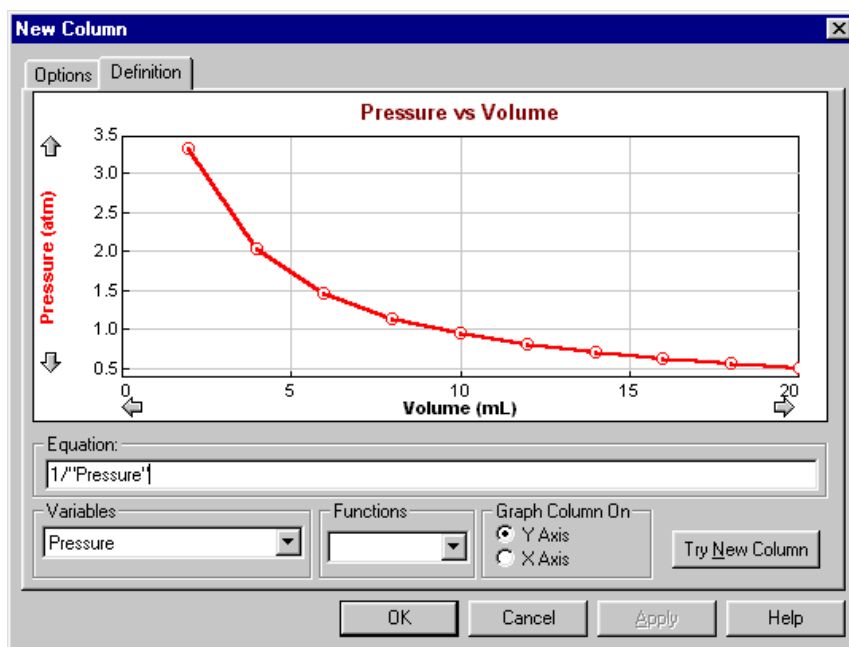 New Column
Options Definition
Pressure vs Volume
3.5
3.0
2.5
2.0
1.5
1.0
0.5
Pressure (atm)
0 5 10 15 20
Volume (mL)
Equation:
1/"Pressure"
Variables Functions Graph Column On
Pressure
Y Axis
X Axis
Try New Column
OK Cancel Apply Help